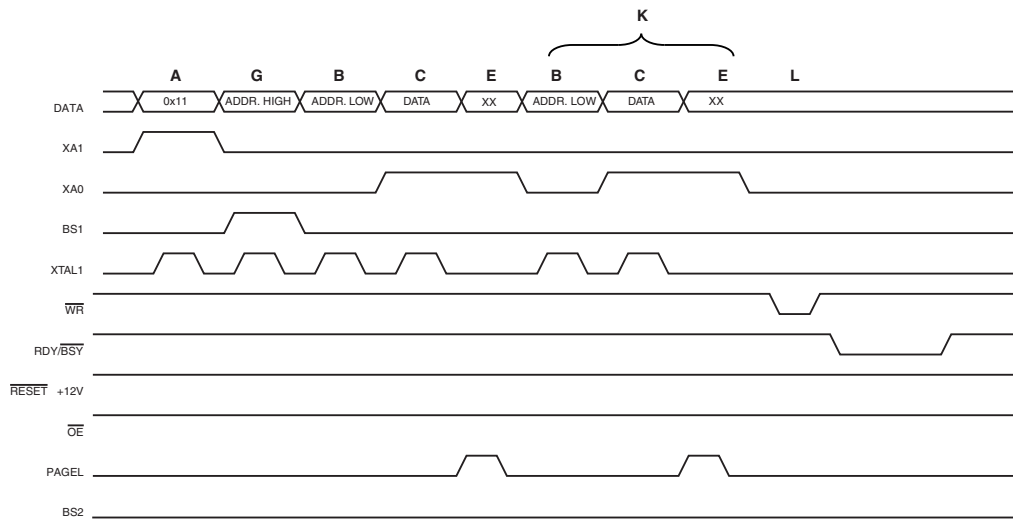 K
A G B C E B C E L
DATA 0x11 ADDR. HIGH ADDR. LOW DATA XX ADDR. LOW DATA XX
XA1
XA0
BS1
XTAL1
WR
RDY/BSY
RESET +12V
OE
PAGEL
BS2